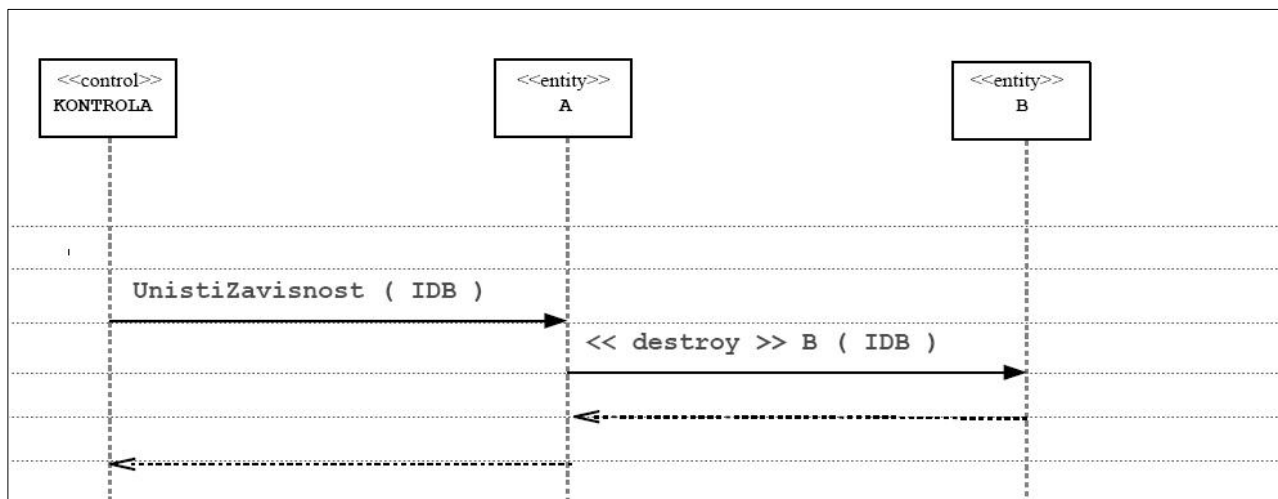 <<control>>
KONTROLA
<<entity>>
A
<<entity>>
B
UnistiZavisnost ( IDB )
<< destroy >> B ( IDB )